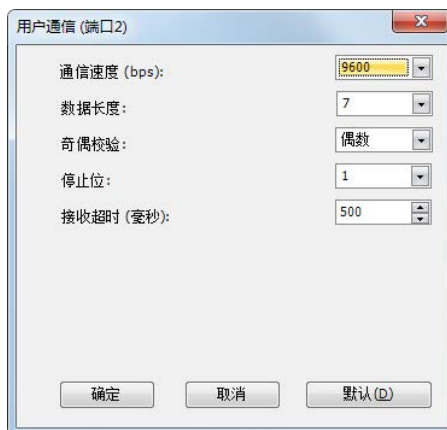 用户通信 (端口2)
通信速度 (bps): 9600
数据长度: 7
奇偶校验: 偶数
停止位: 1
接收超时 (毫秒): 500
确定 取消 默认(D)